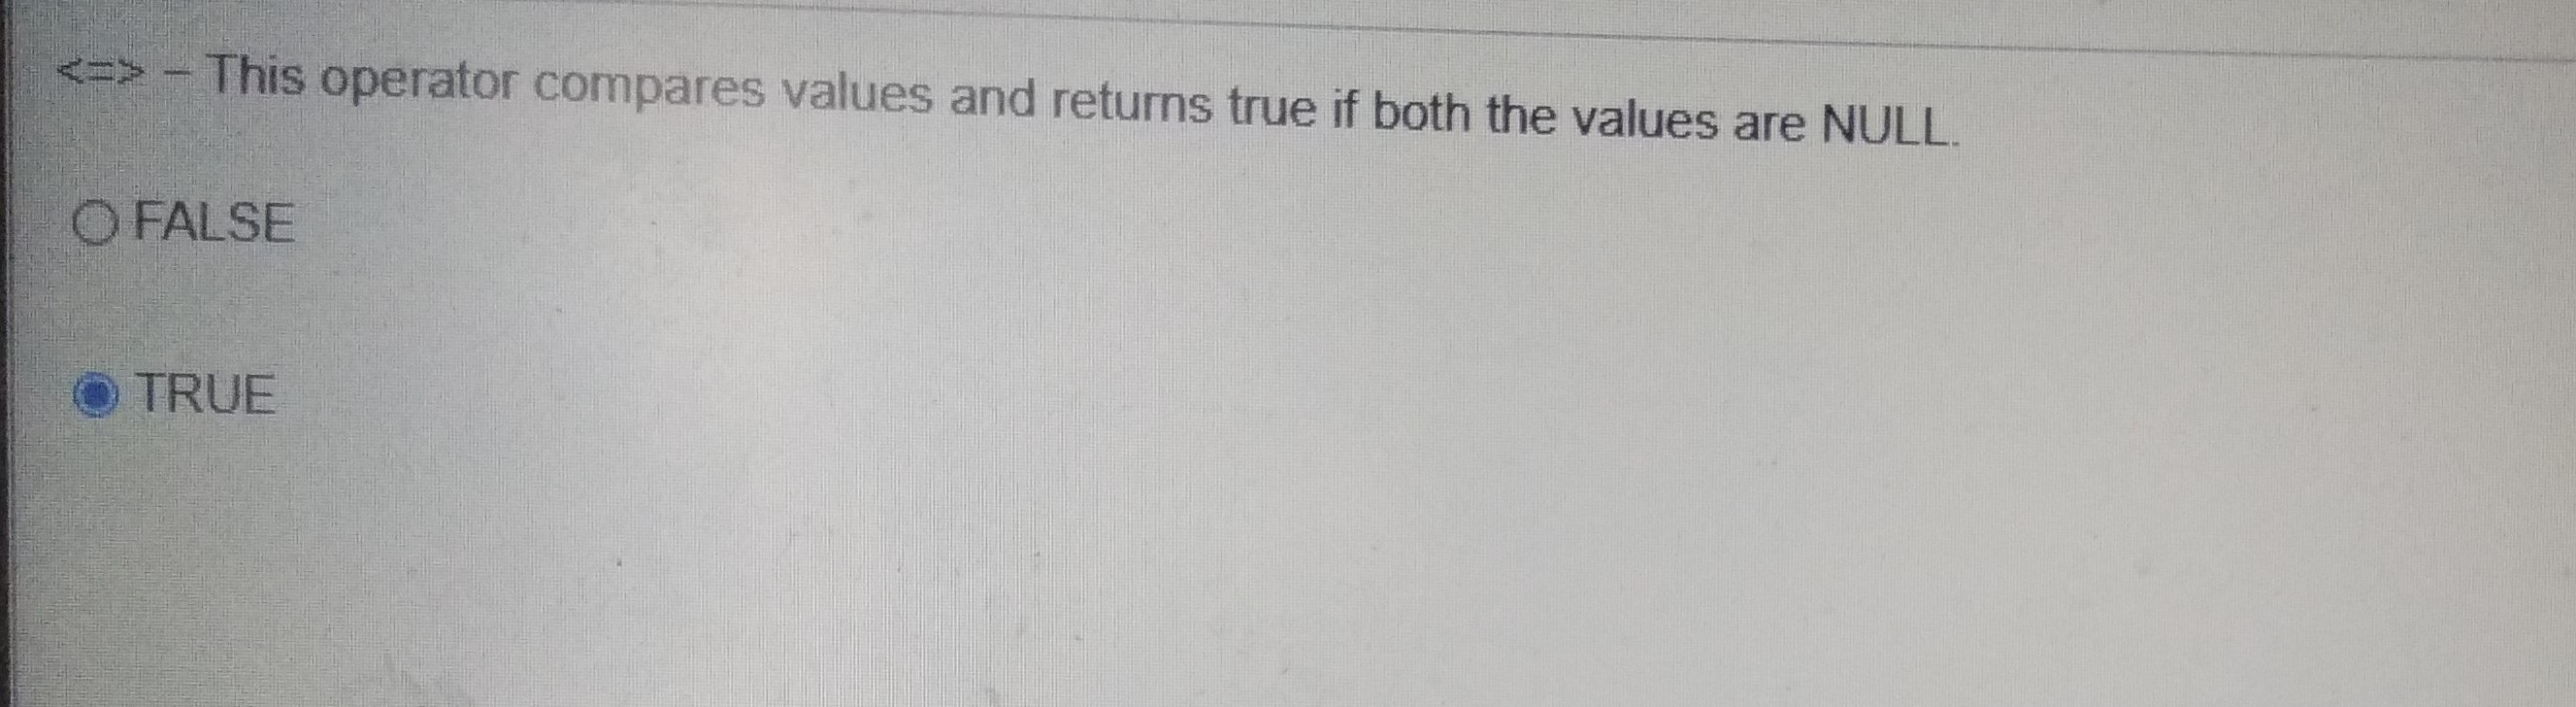 <=> – This operator compares values and returns true if both the values are NULL.
FALSE
TRUE